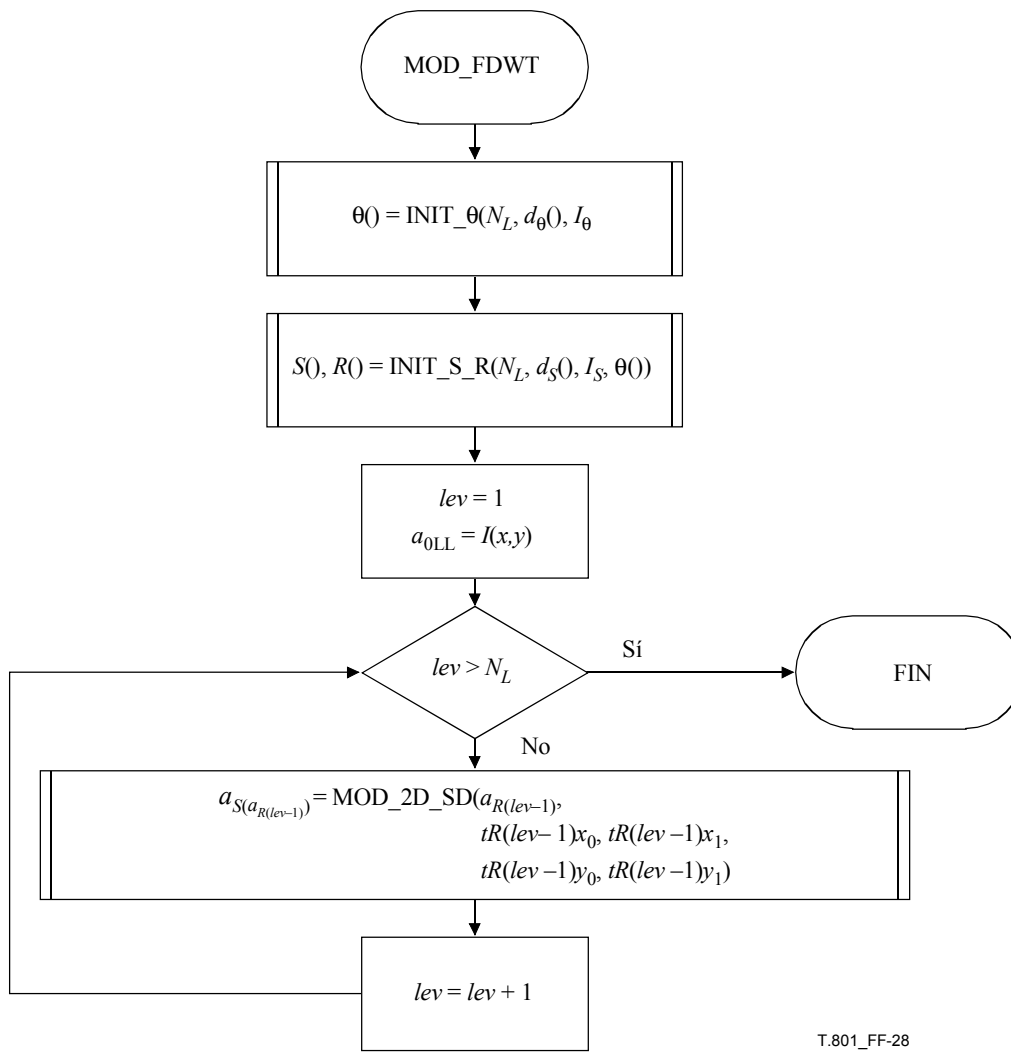 MOD_FDWT
θ() = INIT_θ(N_L, d_θ(), I_θ
S(), R() = INIT_S_R(N_L, d_S(), I_S, θ())
lev = 1
a_0LL = I(x,y)
lev > N_L
Sí
FIN
No
a_S(a_R(lev–1)) = MOD_2D_SD(a_R(lev–1),
tR(lev– 1)x_0, tR(lev –1)x_1,
tR(lev –1)y_0, tR(lev –1)y_1)
lev = lev + 1
T.801_FF-28